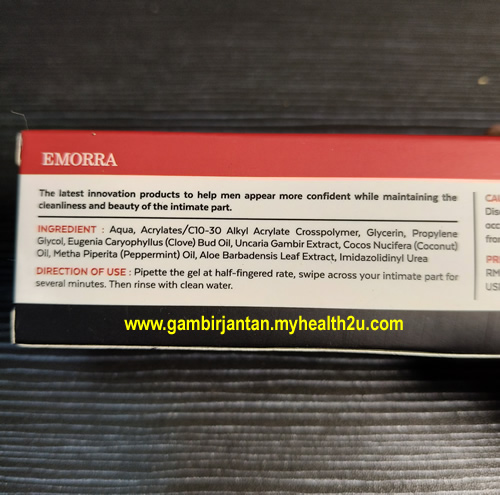 EMORRA
The latest innovation products to help men appear more confident while maintaining the
cleanliness and beauty of the intimate part.
INGREDIENT : Aqua, Acrylates/C10-30 Alkyl Acrylate Crosspolymer, Glycerin, Propylene
Glycol, Eugenia Caryophyllus (Clove) Bud Oil, Uncaria Gambir Extract, Cocos Nucifera (Coconut)
Oil, Metha Piperita (Peppermint) Oil, Aloe Barbadensis Leaf Extract, Imidazolidinyl Urea
DIRECTION OF USE : Pipette the gel at half-fingered rate, swipe across your intimate part for
several minutes. Then rinse with clean water.
www.gambirjantan.myhealth2u.com